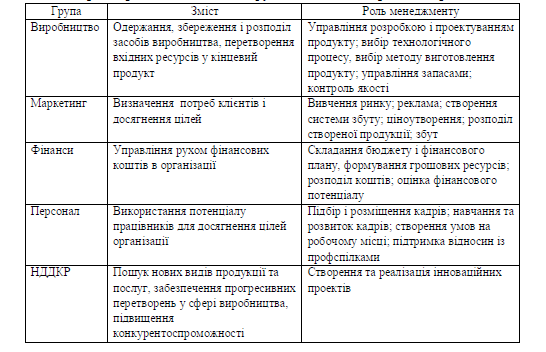 Група Зміст Роль менеджменту
Виробництво Одержання, збереження і розподіл Управління розробкою і проектуванням
засобів виробництва, перетворення продукту; вибір технологічного
вхідних ресурсів у кінцевий процесу, вибір методу виготовлення
продукт продукту; управління запасами;
контроль якості
Маркетинг Визначення потреб клієнтів і Вивчення ринку; реклама; створення
досягнення цілей системи збуту; ціноутворення; розподіл
створеної продукції; збут
Фінанси Управління рухом фінансових Складання бюджету і фінансового
коштів в організації плану, формування грошових ресурсів;
розподіл коштів; оцінка фінансового
потенціалу
Персонал Використання потенціалу Підбір і розміщення кадрів; навчання та
працівників для досягнення цілей розвиток кадрів; створення умов на
організації робочому місці; підтримка відносин із
профспілками
НДДКР Пошук нових видів продукції та Створення та реалізація інноваційних
послуг, забезпечення прогресивних проектів
перетворень у сфері виробництва,
підвищення
конкурентоспроможності